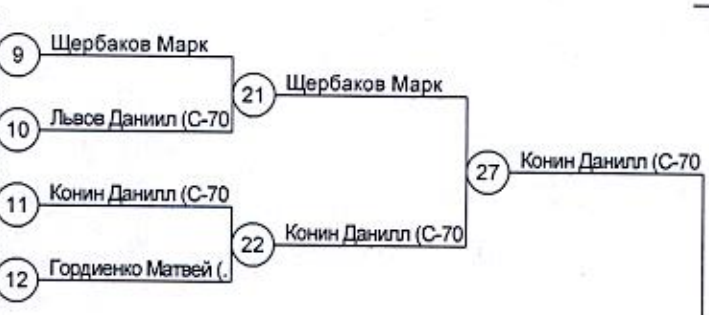 9 Щербаков Марк
21 Щербаков Марк
10 Львов Даниил (С-70
27 Конин Данилл (С-70
11 Конин Данилл (С-70
22 Конин Данилл (С-70
12 Гордиенко Матвей (.